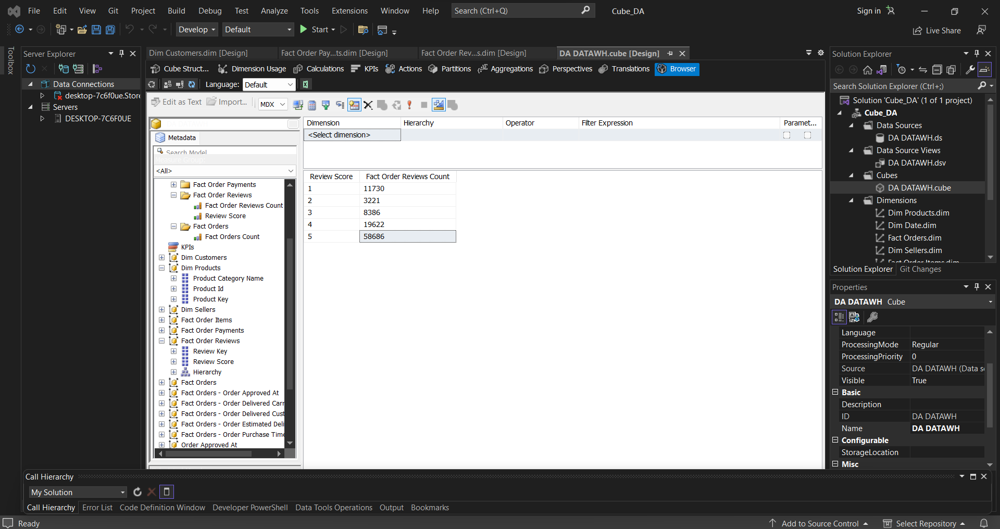 File Edit View Git Project Build Debug Test Analyze Tools Extensions Window Help Search (Ctrl+Q) Cube_DA Sign in
Develop Default Start Live Share
Toolbox
Server Explorer
Data Connections
desktop-7c6f0ue.Store
Servers
DESKTOP-7C6F0UE
Dim Customers.dim [Design] Fact Order Pay...ts.dim [Design] Fact Order Rev...s.dim [Design] DA DATAWH.cube [Design]
Cube Struct... Dimension Usage Calculations KPIs Actions Partitions Aggregations Perspectives Translations Browser
Language: Default
Edit as Text Import... MDX
Metadata
Search Model
Measure Group:
<All>
Fact Order Payments
Fact Order Reviews
Fact Order Reviews Count
Review Score
Fact Orders
Fact Orders Count
KPIs
Dim Customers
Dim Products
Product Category Name
Product Id
Product Key
Dim Sellers
Fact Order Items
Fact Order Payments
Fact Order Reviews
Review Key
Review Score
Hierarchy
Fact Orders
Fact Orders - Order Approved At
Fact Orders - Order Delivered Carr
Fact Orders - Order Delivered Cust
Fact Orders - Order Estimated Deli
Fact Orders - Order Purchase Time
Order Approved At
Dimension Hierarchy Operator Filter Expression Paramet...
<Select dimension>
Review Score Fact Order Reviews Count
1 11730
2 3221
3 8386
4 19622
5 58686
Solution Explorer
Search Solution Explorer (Ctrl+;)
Solution 'Cube_DA' (1 of 1 project)
Cube_DA
Data Sources
DA DATAWH.ds
Data Source Views
DA DATAWH.dsv
Cubes
DA DATAWH.cube
Dimensions
Dim Products.dim
Dim Date.dim
Fact Orders.dim
Dim Sellers.dim
Fact Order Items.dim
Solution Explorer Git Changes
Properties
DA DATAWH Cube
Language
ProcessingMode Regular
ProcessingPriority 0
Source DA DATAWH (Data so
Visible True
Basic
Description
ID DA DATAWH
Name DA DATAWH
Configurable
StorageLocation
Misc
Call Hierarchy
My Solution
Call Hierarchy Error List Code Definition Window Developer PowerShell Data Tools Operations Output Bookmarks
Ready Add to Source Control Select Repository